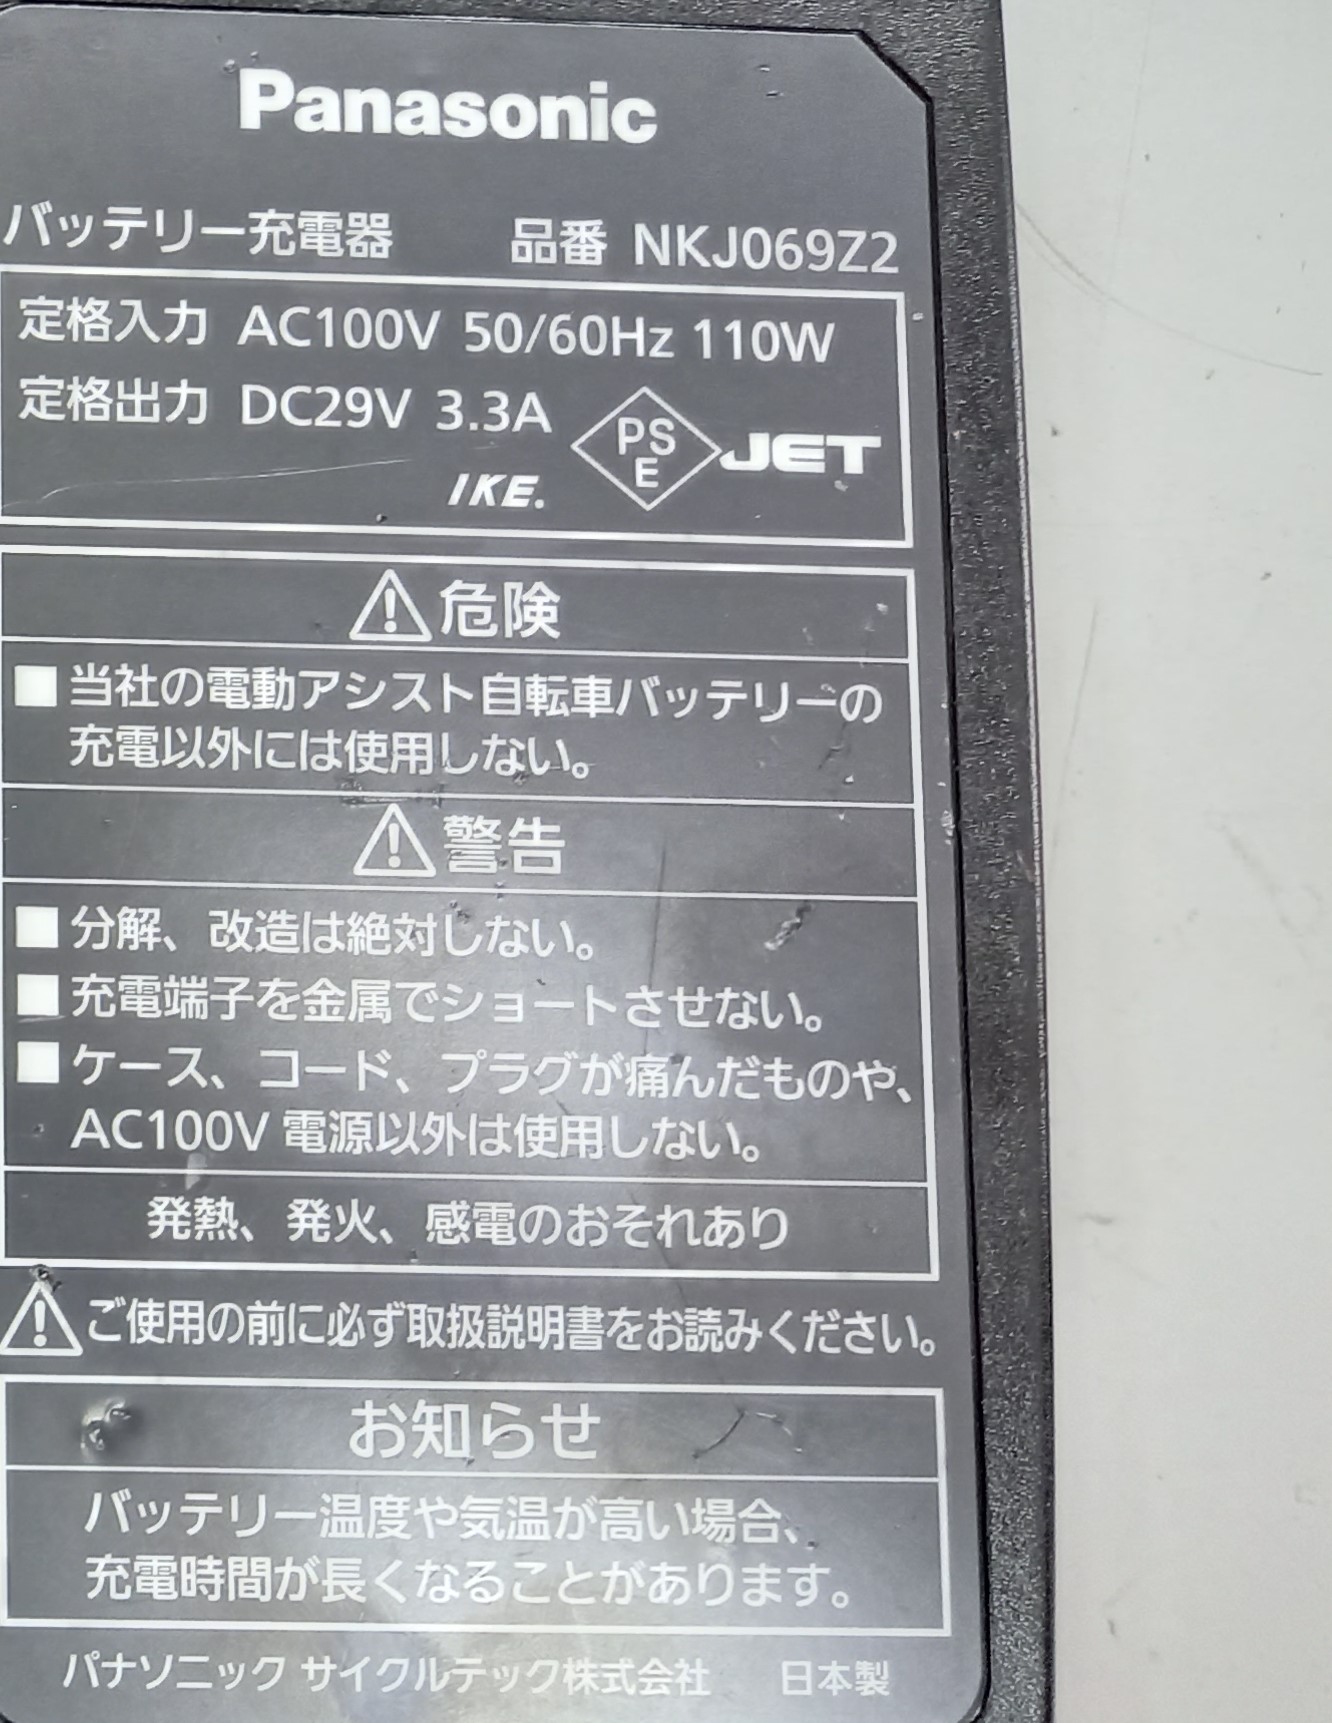 Panasonic
バッテリー充電器 品番 NKJ069Z2
定格入力 AC100V 50/60Hz 110W
定格出力 DC29V 3.3A
PS
E
JET
IKE.
危険
■当社の電動アシスト自転車バッテリーの
充電以外には使用しない。
警告
■分解、改造は絶対しない。
■充電端子を金属でショートさせない。
■ケース、コード、プラグが痛んだものや、
AC100V電源以外は使用しない。
発熱、発火、感電のおそれあり
ご使用の前に必ず取扱説明書をお読みください。
お知らせ
バッテリー温度や気温が高い場合、
充電時間が長くなることがあります。
パナソニック サイクルテック株式会社 日本製